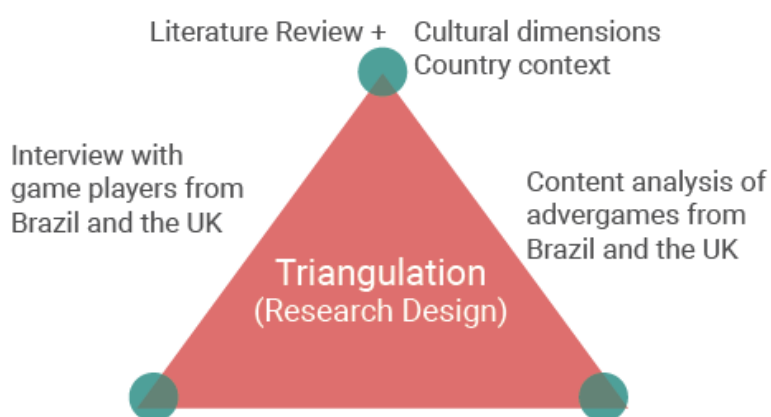 Literature Review + Cultural dimensions
Country context
Interview with
game players from
Brazil and the UK
Content analysis of
advergames from
Brazil and the UK
Triangulation
(Research Design)